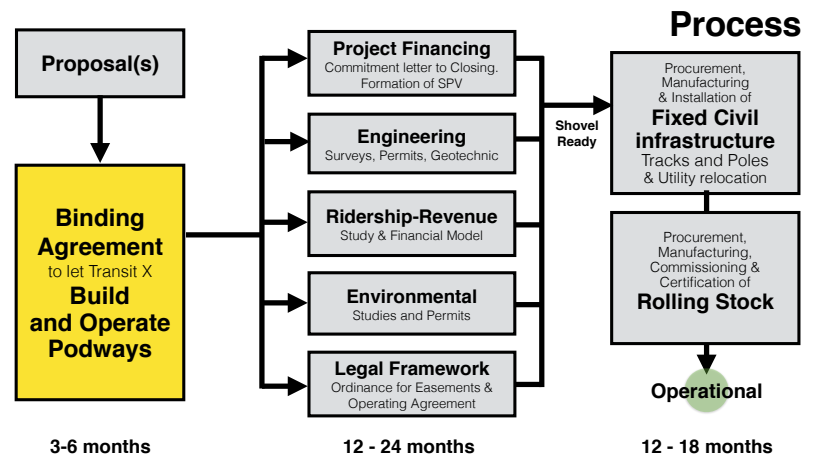 Process
Proposal(s)
Binding
Agreement
to let Transit X
Build
and Operate
Podways
3-6 months
Project Financing
Commitment letter to Closing.
Formation of SPV
Engineering
Surveys, Permits, Geotechnic
Ridership-Revenue
Study & Financial Model
Environmental
Studies and Permits
Legal Framework
Ordinance for Easements &
Operating Agreement
12 - 24 months
Shovel
Ready
Procurement,
Manufacturing
& Installation of
Fixed Civil
infrastructure
Tracks and Poles
& Utility relocation
Procurement,
Manufacturing,
Commissioning &
Certification of
Rolling Stock
Operational
12 - 18 months